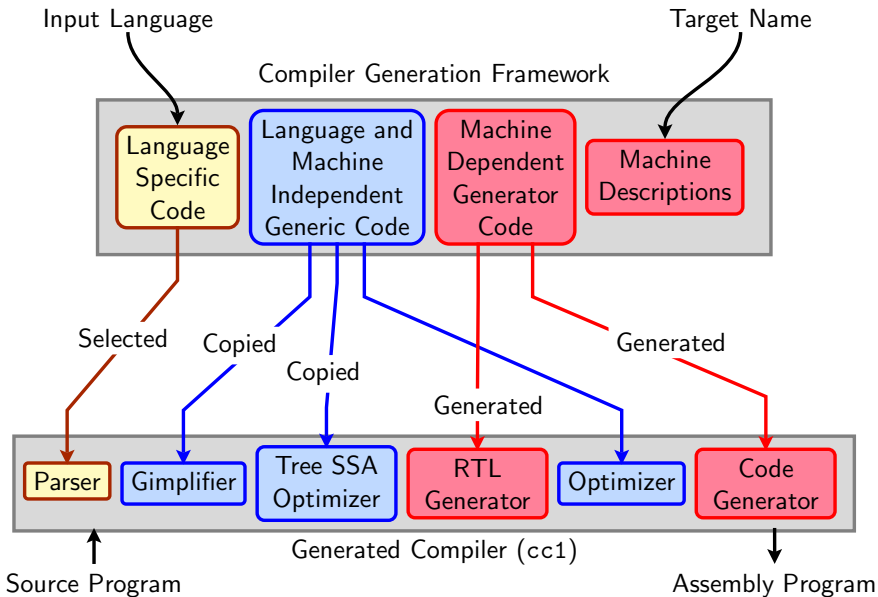 Input Language
Target Name
Compiler Generation Framework
Language
Specific
Code
Language and
Machine
Independent
Generic Code
Machine
Dependent
Generator
Code
Machine
Descriptions
Selected
Copied
Copied
Generated
Generated
Parser
Gimplifier
Tree SSA
Optimizer
RTL
Generator
Optimizer
Code
Generator
Generated Compiler (cc1)
Source Program
Assembly Program